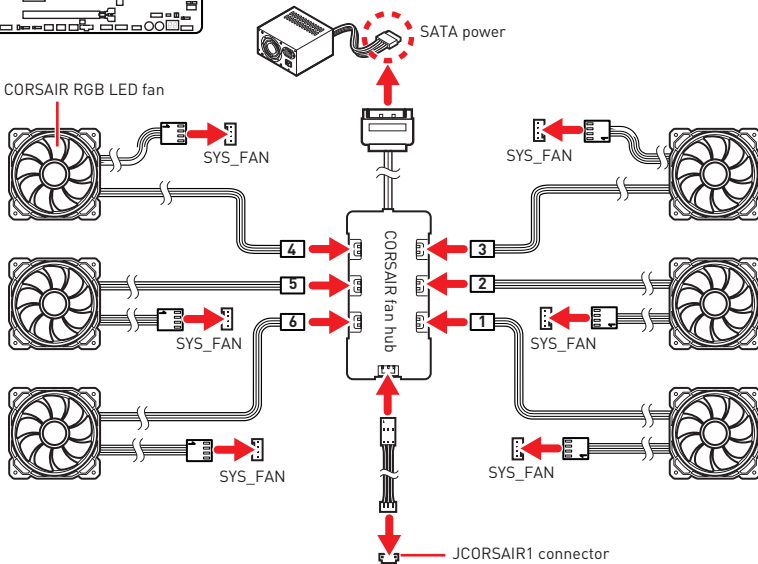 SATA power
CORSAIR RGB LED fan
SYS_FAN
SYS_FAN
4
3
5
2
6
1
CORSAIR fan hub
SYS_FAN
SYS_FAN
SYS_FAN
SYS_FAN
JCORSAIR1 connector